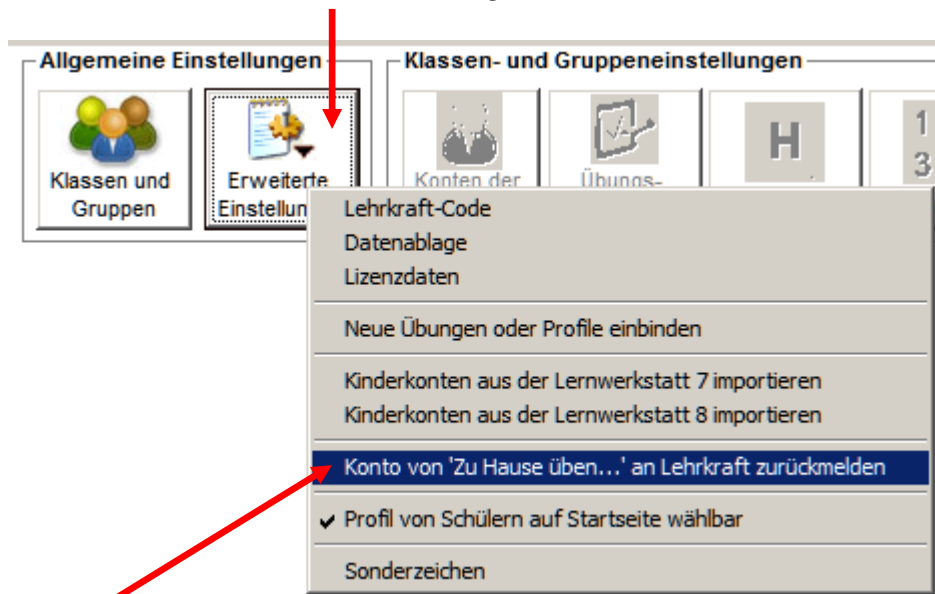 Allgemeine Einstellungen
Klassen- und Gruppeneinstellungen
Klassen und
Gruppen
Erweiterte
Einstellun
Konten der
Übungs-
H
1
3
Lehrkraft-Code
Datenablage
Lizenzdaten
Neue Übungen oder Profile einbinden
Kinderkonten aus der Lernwerkstatt 7 importieren
Kinderkonten aus der Lernwerkstatt 8 importieren
Konto von 'Zu Hause üben...' an Lehrkraft zurückmelden
Profil von Schülern auf Startseite wählbar
Sonderzeichen